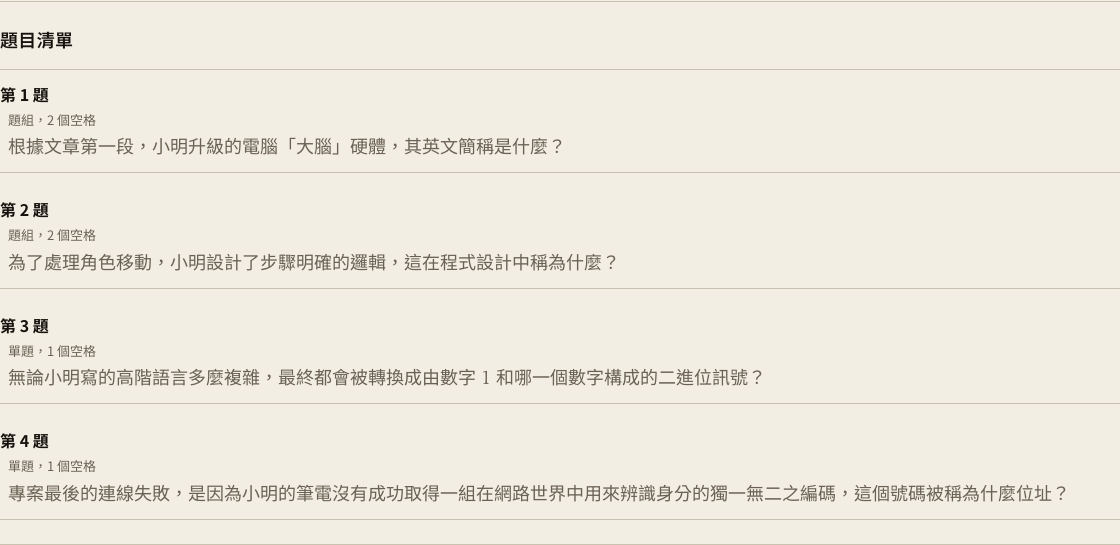 題目清單
第 1 題
題組，2 個空格
根據文章第一段，小明升級的電腦「大腦」硬體，其英文簡稱是什麼？
第 2 題
題組，2 個空格
為了處理角色移動，小明設計了步驟明確的邏輯，這在程式設計中稱為什麼？
第 3 題
單題，1 個空格
無論小明寫的高階語言多麼複雜，最終都會被轉換成由數字 1 和哪一個數字構成的二進位訊號？
第 4 題
單題，1 個空格
專案最後的連線失敗，是因為小明的筆電沒有成功取得一組在網路世界中用來辨識身分的獨一無二之編碼，這個號碼被稱為什麼位址？